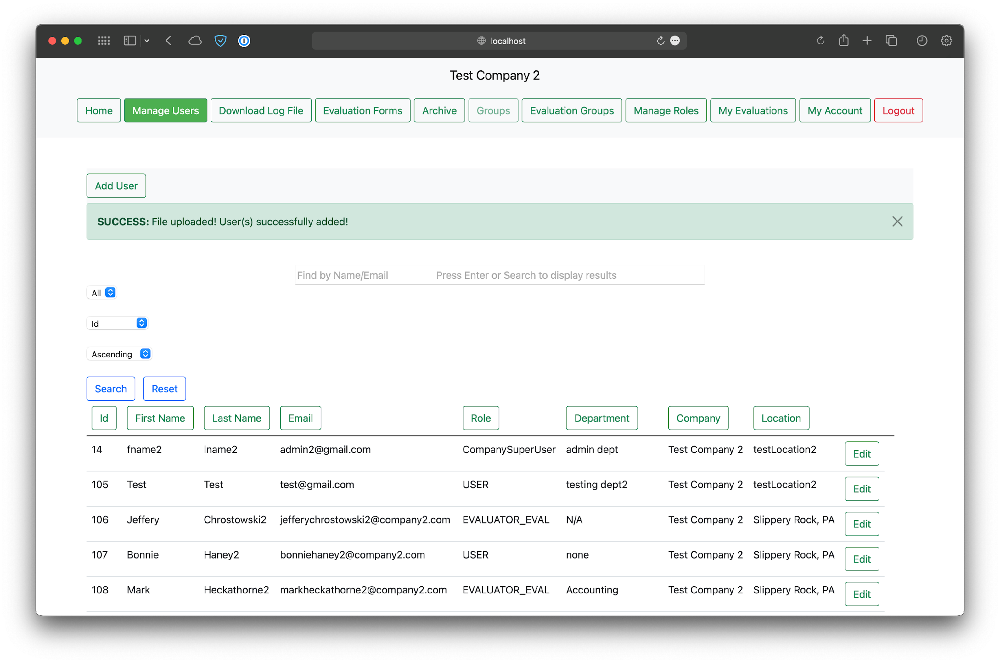 localhost
Test Company 2
Home Manage Users Download Log File Evaluation Forms Archive Groups Evaluation Groups Manage Roles My Evaluations My Account Logout
Add User
SUCCESS: File uploaded! User(s) successfully added!
Find by Name/Email Press Enter or Search to display results
All
Id
Ascending
Search Reset
Id First Name Last Name Email Role Department Company Location
14 fname2 lname2 admin2@gmail.com CompanySuperUser admin dept Test Company 2 testLocation2 Edit
105 Test Test test@gmail.com USER testing dept2 Test Company 2 testLocation2 Edit
106 Jeffery Chrostowski2 jefferychrostowski2@company2.com EVALUATOR_EVAL N/A Test Company 2 Slippery Rock, PA Edit
107 Bonnie Haney2 bonniehaney2@company2.com USER none Test Company 2 Slippery Rock, PA Edit
108 Mark Heckathorne2 markheckathorne2@company2.com EVALUATOR_EVAL Accounting Test Company 2 Slippery Rock, PA Edit